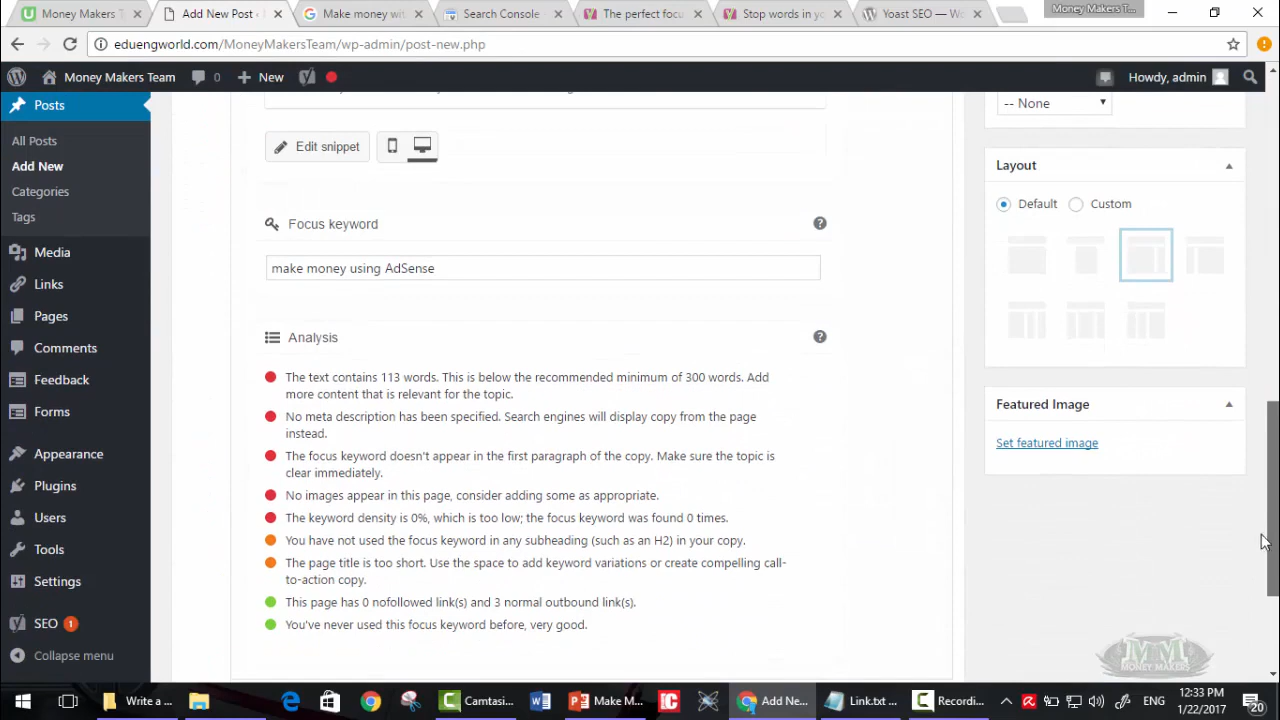 Money Makers T
Add New Post ‹
Make money wit
Search Console
The perfect foc
Stop words in yo
Yoast SEO — Wo
Money Makers T...
eduengworld.com/MoneyMakersTeam/wp-admin/post-new.php
Money Makers Team
0
New
Howdy, admin
Posts
All Posts
Add New
Categories
Tags
Media
Links
Pages
Comments
Feedback
Forms
Appearance
Plugins
Users
Tools
Settings
SEO 1
Collapse menu
Edit snippet
Focus keyword
make money using AdSense
Analysis
The text contains 113 words. This is below the recommended minimum of 300 words. Add
more content that is relevant for the topic.
No meta description has been specified. Search engines will display copy from the page
instead.
The focus keyword doesn't appear in the first paragraph of the copy. Make sure the topic is
clear immediately.
No images appear in this page, consider adding some as appropriate.
The keyword density is 0%, which is too low; the focus keyword was found 0 times.
You have not used the focus keyword in any subheading (such as an H2) in your copy.
The page title is too short. Use the space to add keyword variations or create compelling call-
to-action copy.
This page has 0 nofollowed link(s) and 3 normal outbound link(s).
You've never used this focus keyword before, very good.
-- None
Layout
Default
Custom
Featured Image
Set featured image
MM
MONEY MAKERS
Write a ...
Camtasi...
Make M...
Add Ne...
Link.txt ...
Recordi...
ENG
12:33 PM
1/22/2017
20